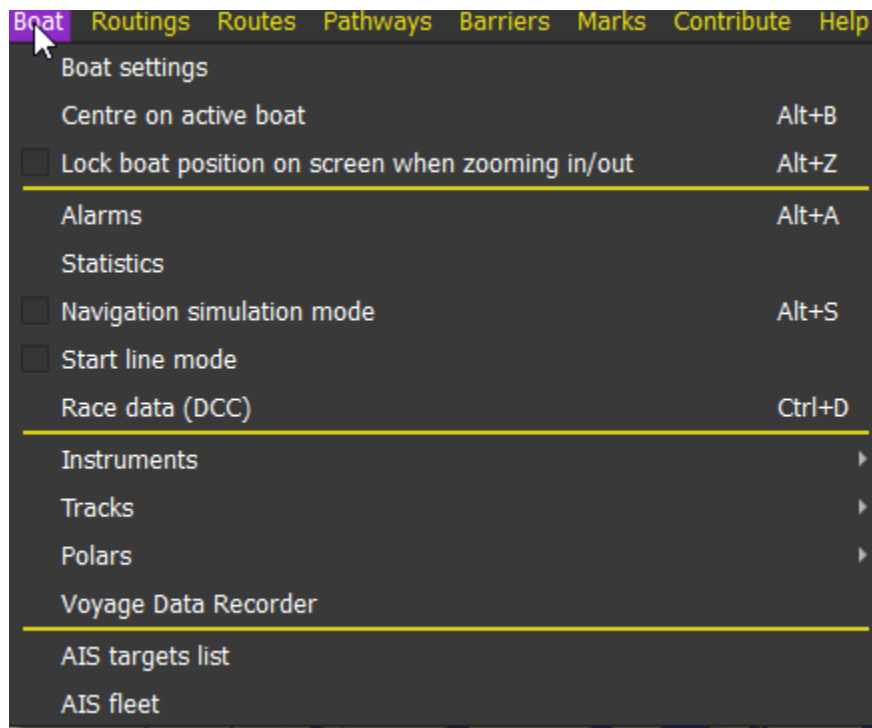 Boat Routings Routes Pathways Barriers Marks Contribute Help
Boat settings
Centre on active boat Alt+B
Lock boat position on screen when zooming in/out Alt+Z
Alarms Alt+A
Statistics
Navigation simulation mode Alt+S
Start line mode
Race data (DCC) Ctrl+D
Instruments
Tracks
Polars
Voyage Data Recorder
AIS targets list
AIS fleet